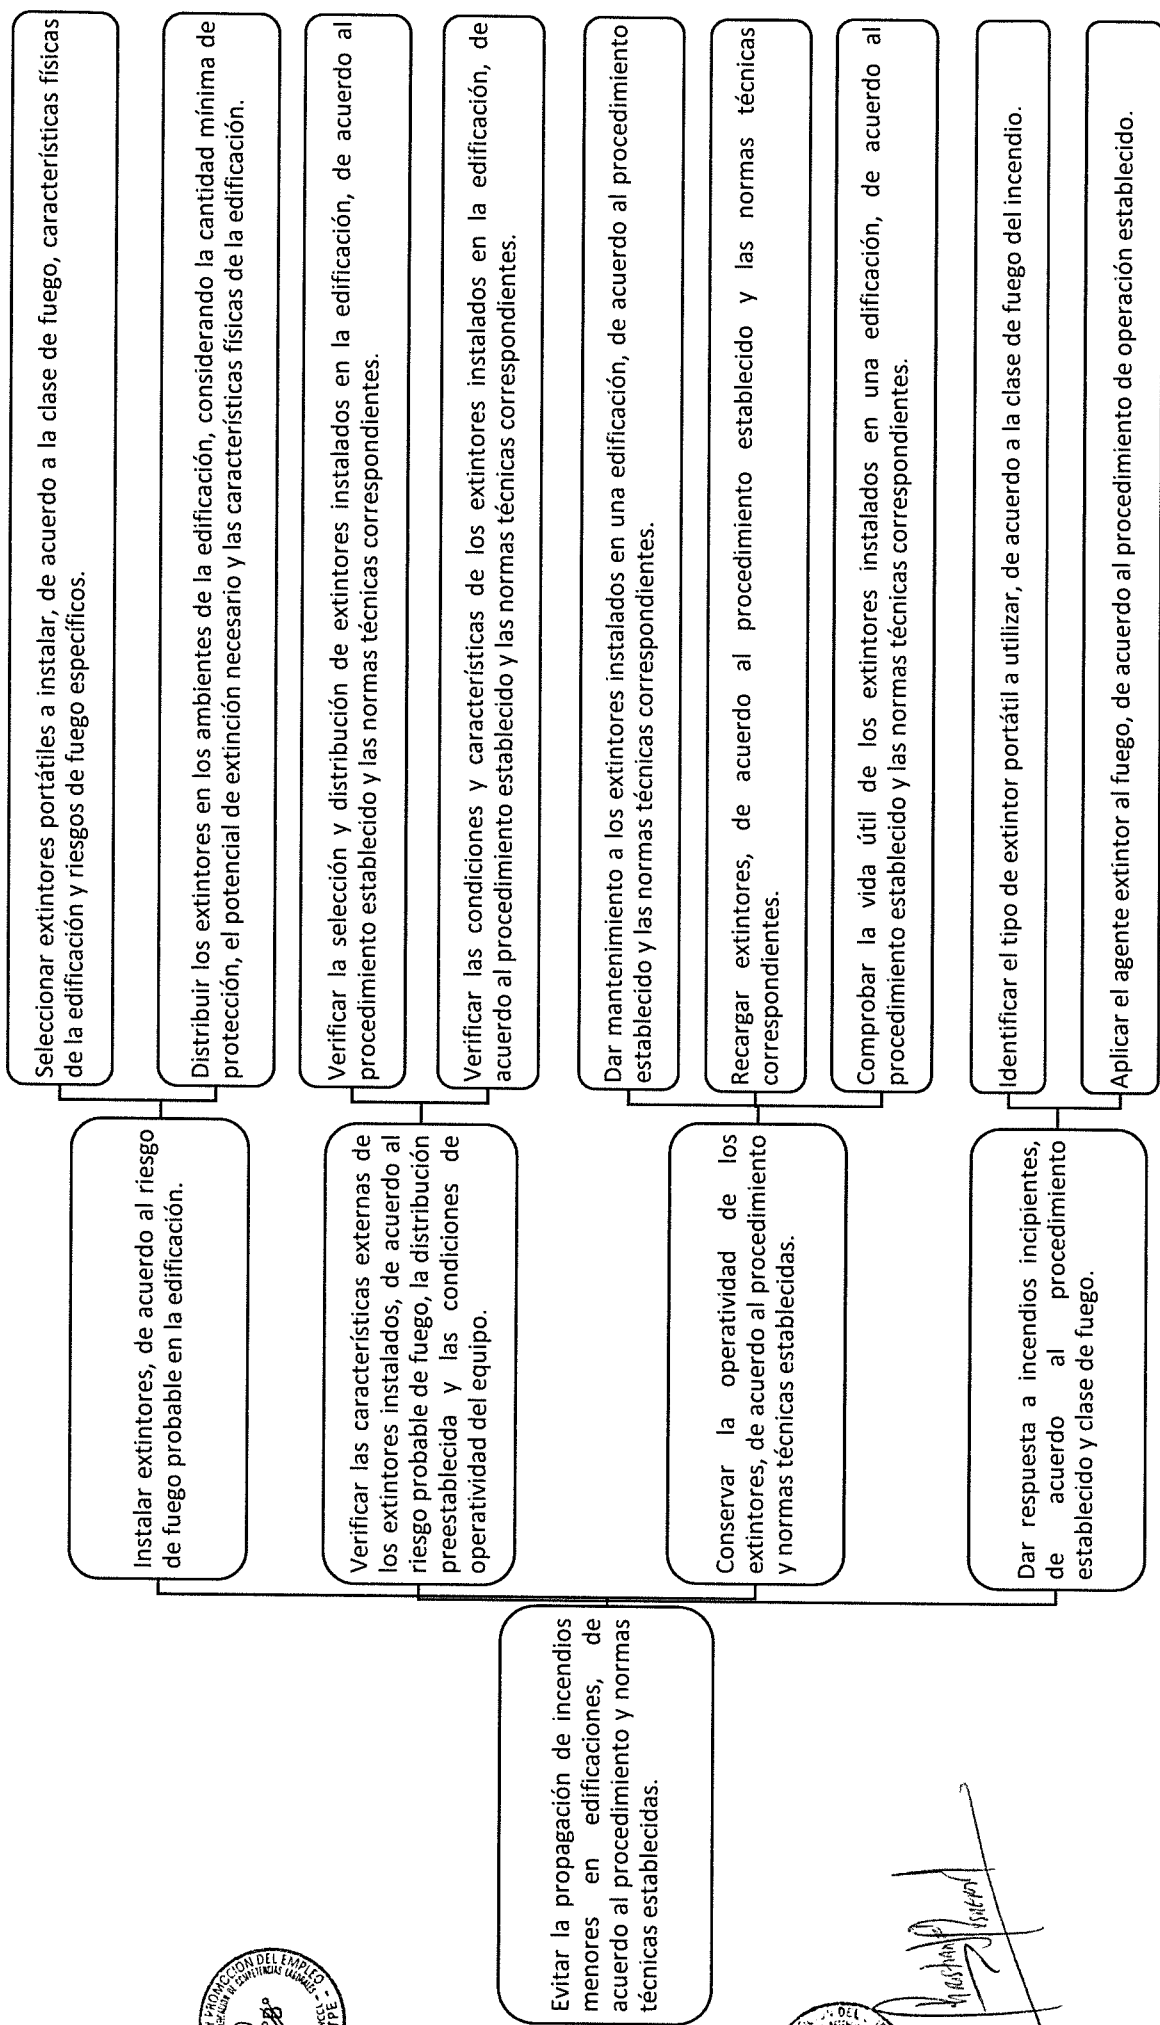 Evitar la propagación de incendios
menores en edificaciones, de
acuerdo al procedimiento y normas
técnicas establecidas.
Instalar extintores, de acuerdo al riesgo
de fuego probable en la edificación.
Seleccionar extintores portátiles a instalar, de acuerdo a la clase de fuego, características físicas
de la edificación y riesgos de fuego específicos.
Distribuir los extintores en los ambientes de la edificación, considerando la cantidad mínima de
protección, el potencial de extinción necesario y las características físicas de la edificación.
Verificar las características externas de
los extintores instalados, de acuerdo al
riesgo probable de fuego, la distribución
preestablecida y las condiciones de
operatividad del equipo.
Verificar la selección y distribución de extintores instalados en la edificación, de acuerdo al
procedimiento establecido y las normas técnicas correspondientes.
Verificar las condiciones y características de los extintores instalados en la edificación, de
acuerdo al procedimiento establecido y las normas técnicas correspondientes.
Conservar la operatividad de los
extintores, de acuerdo al procedimiento
y normas técnicas establecidas.
Dar mantenimiento a los extintores instalados en una edificación, de acuerdo al procedimiento
establecido y las normas técnicas correspondientes.
Recargar extintores, de acuerdo al procedimiento establecido y las normas técnicas
correspondientes.
Comprobar la vida útil de los extintores instalados en una edificación, de acuerdo al
procedimiento establecido y las normas técnicas correspondientes.
Dar respuesta a incendios incipientes,
de acuerdo al procedimiento
establecido y clase de fuego.
Identificar el tipo de extintor portátil a utilizar, de acuerdo a la clase de fuego del incendio.
Aplicar el agente extintor al fuego, de acuerdo al procedimiento de operación establecido.
PROMOCIÓN DEL EMPLEO
COMPETENCIAS LABORALES
DEL